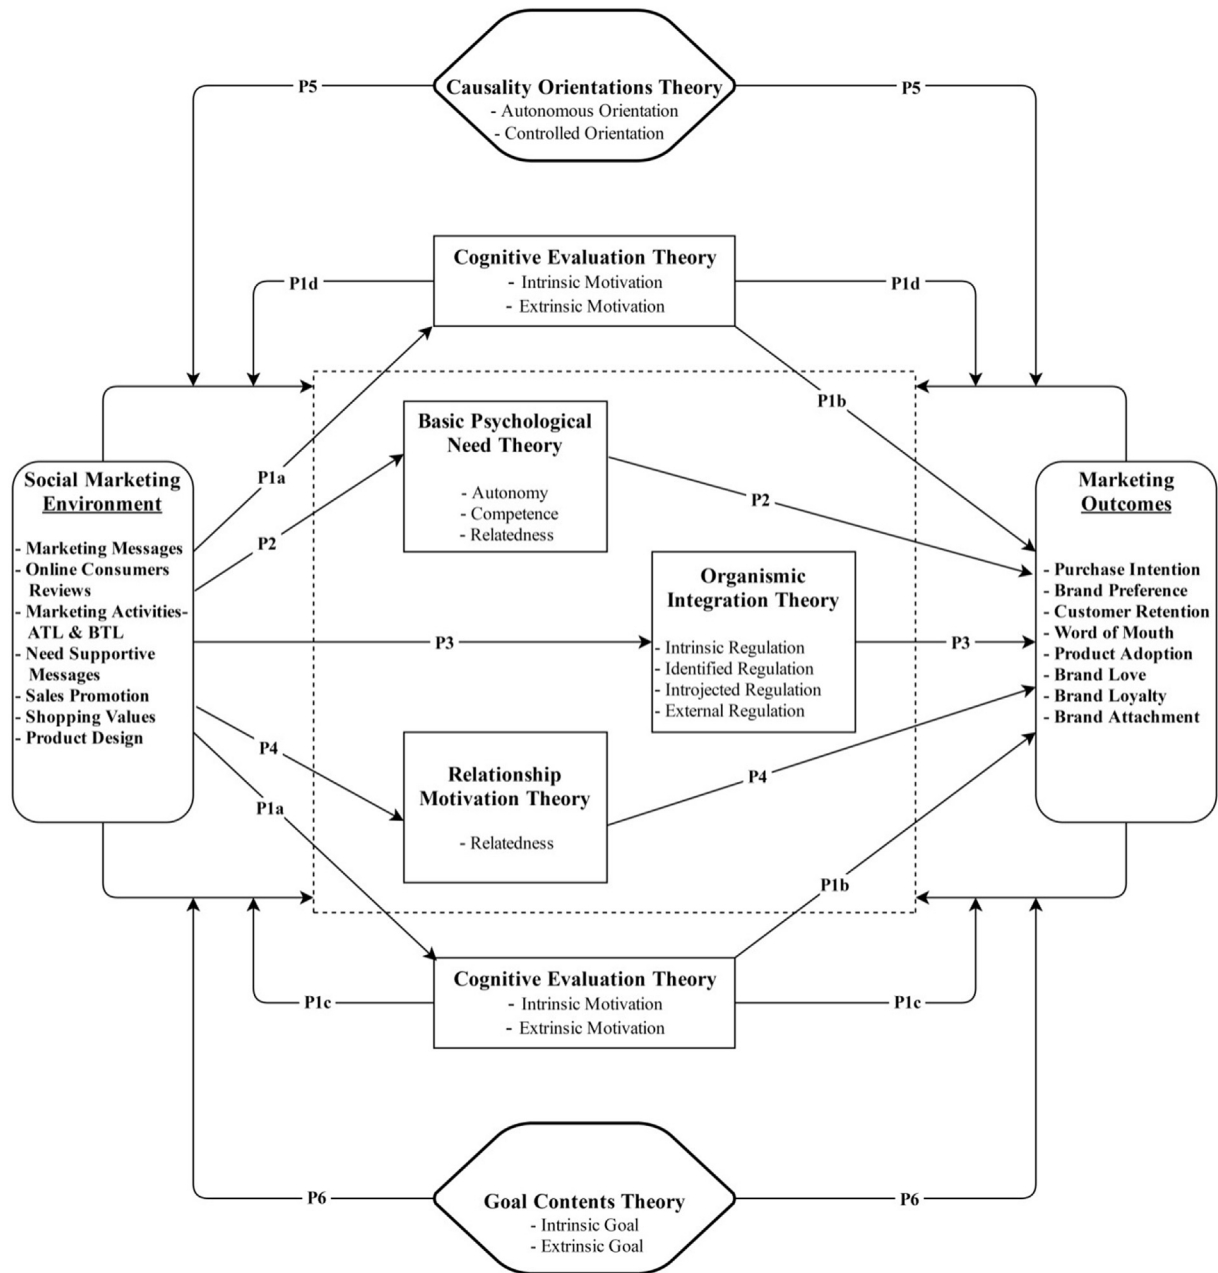 P5
Causality Orientations Theory
- Autonomous Orientation
- Controlled Orientation
P5
Cognitive Evaluation Theory
- Intrinsic Motivation
- Extrinsic Motivation
P1d
P1d
P1b
Basic Psychological
Need Theory
- Autonomy
- Competence
- Relatedness
Social Marketing
Environment
- Marketing Messages
- Online Consumers
Reviews
- Marketing Activities-
ATL & BTL
- Need Supportive
Messages
- Sales Promotion
- Shopping Values
- Product Design
P1a
P2
P2
Organismic
Integration Theory
- Intrinsic Regulation
- Identified Regulation
- Introjected Regulation
- External Regulation
Marketing
Outcomes
- Purchase Intention
- Brand Preference
- Customer Retention
- Word of Mouth
- Product Adoption
- Brand Love
- Brand Loyalty
- Brand Attachment
P3
P3
P4
P1a
Relationship
Motivation Theory
- Relatedness
P4
P1b
Cognitive Evaluation Theory
- Intrinsic Motivation
- Extrinsic Motivation
P1c
P1c
P6
Goal Contents Theory
- Intrinsic Goal
- Extrinsic Goal
P6